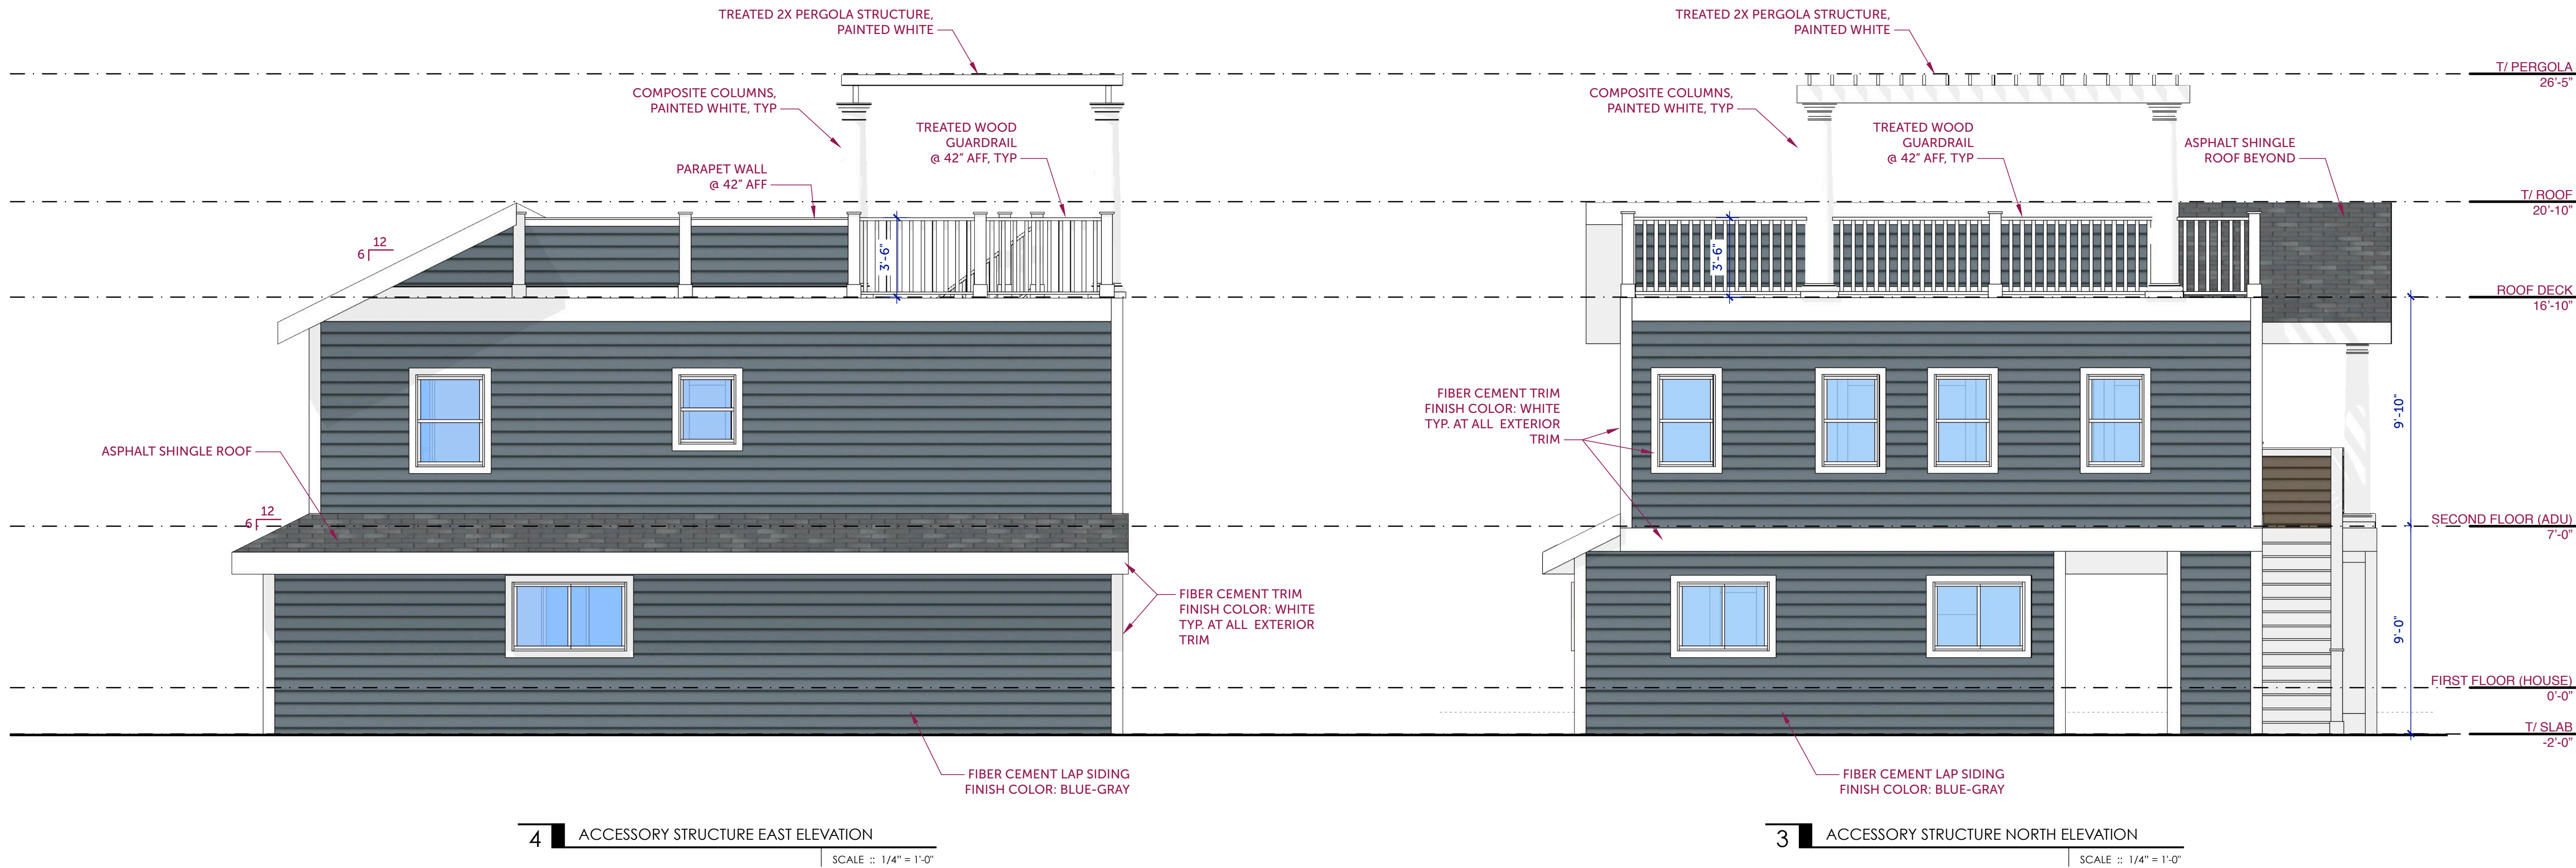 TREATED 2X PERGOLA STRUCTURE,
PAINTED WHITE
COMPOSITE COLUMNS,
PAINTED WHITE, TYP
TREATED WOOD
GUARDRAIL
@ 42" AFF, TYP
PARAPET WALL
@ 42" AFF
12
6
3'-6"
ASPHALT SHINGLE ROOF
12
6
FIBER CEMENT TRIM
FINISH COLOR: WHITE
TYP. AT ALL EXTERIOR
TRIM
FIBER CEMENT LAP SIDING
FINISH COLOR: BLUE-GRAY
4 ACCESSORY STRUCTURE EAST ELEVATION
SCALE :: 1/4" = 1'-0"
TREATED 2X PERGOLA STRUCTURE,
PAINTED WHITE
COMPOSITE COLUMNS,
PAINTED WHITE, TYP
TREATED WOOD
GUARDRAIL
@ 42" AFF, TYP
ASPHALT SHINGLE
ROOF BEYOND
3'-6"
FIBER CEMENT TRIM
FINISH COLOR: WHITE
TYP. AT ALL EXTERIOR
TRIM
9'-10"
9'-0"
FIBER CEMENT LAP SIDING
FINISH COLOR: BLUE-GRAY
3 ACCESSORY STRUCTURE NORTH ELEVATION
SCALE :: 1/4" = 1'-0"
T/ PERGOLA
26'-5"
T/ ROOF
20'-10"
ROOF DECK
16'-10"
SECOND FLOOR (ADU)
7'-0"
FIRST FLOOR (HOUSE)
0'-0"
T/ SLAB
-2'-0"